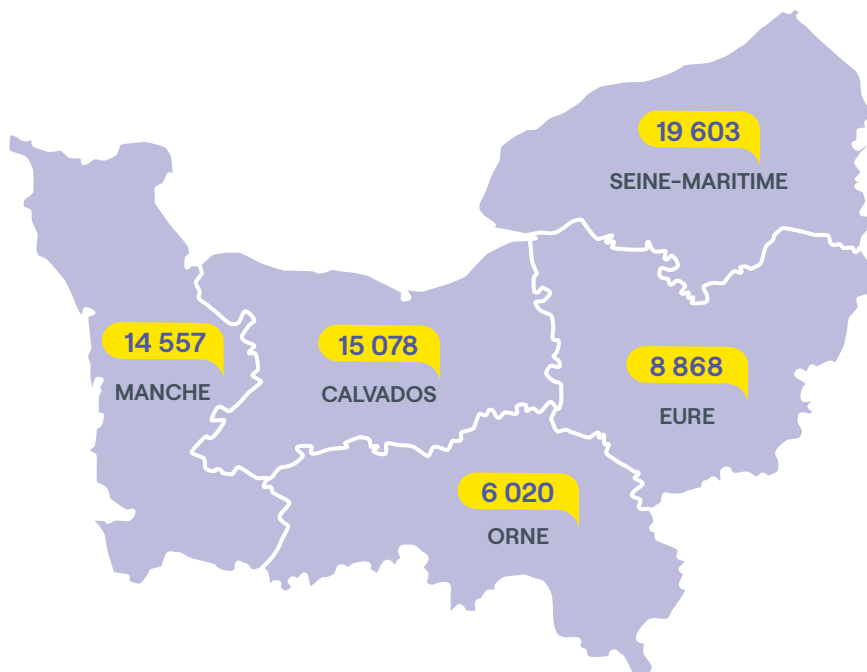 19 603
SEINE-MARITIME
14 557
MANCHE
15 078
CALVADOS
8 868
EURE
6 020
ORNE